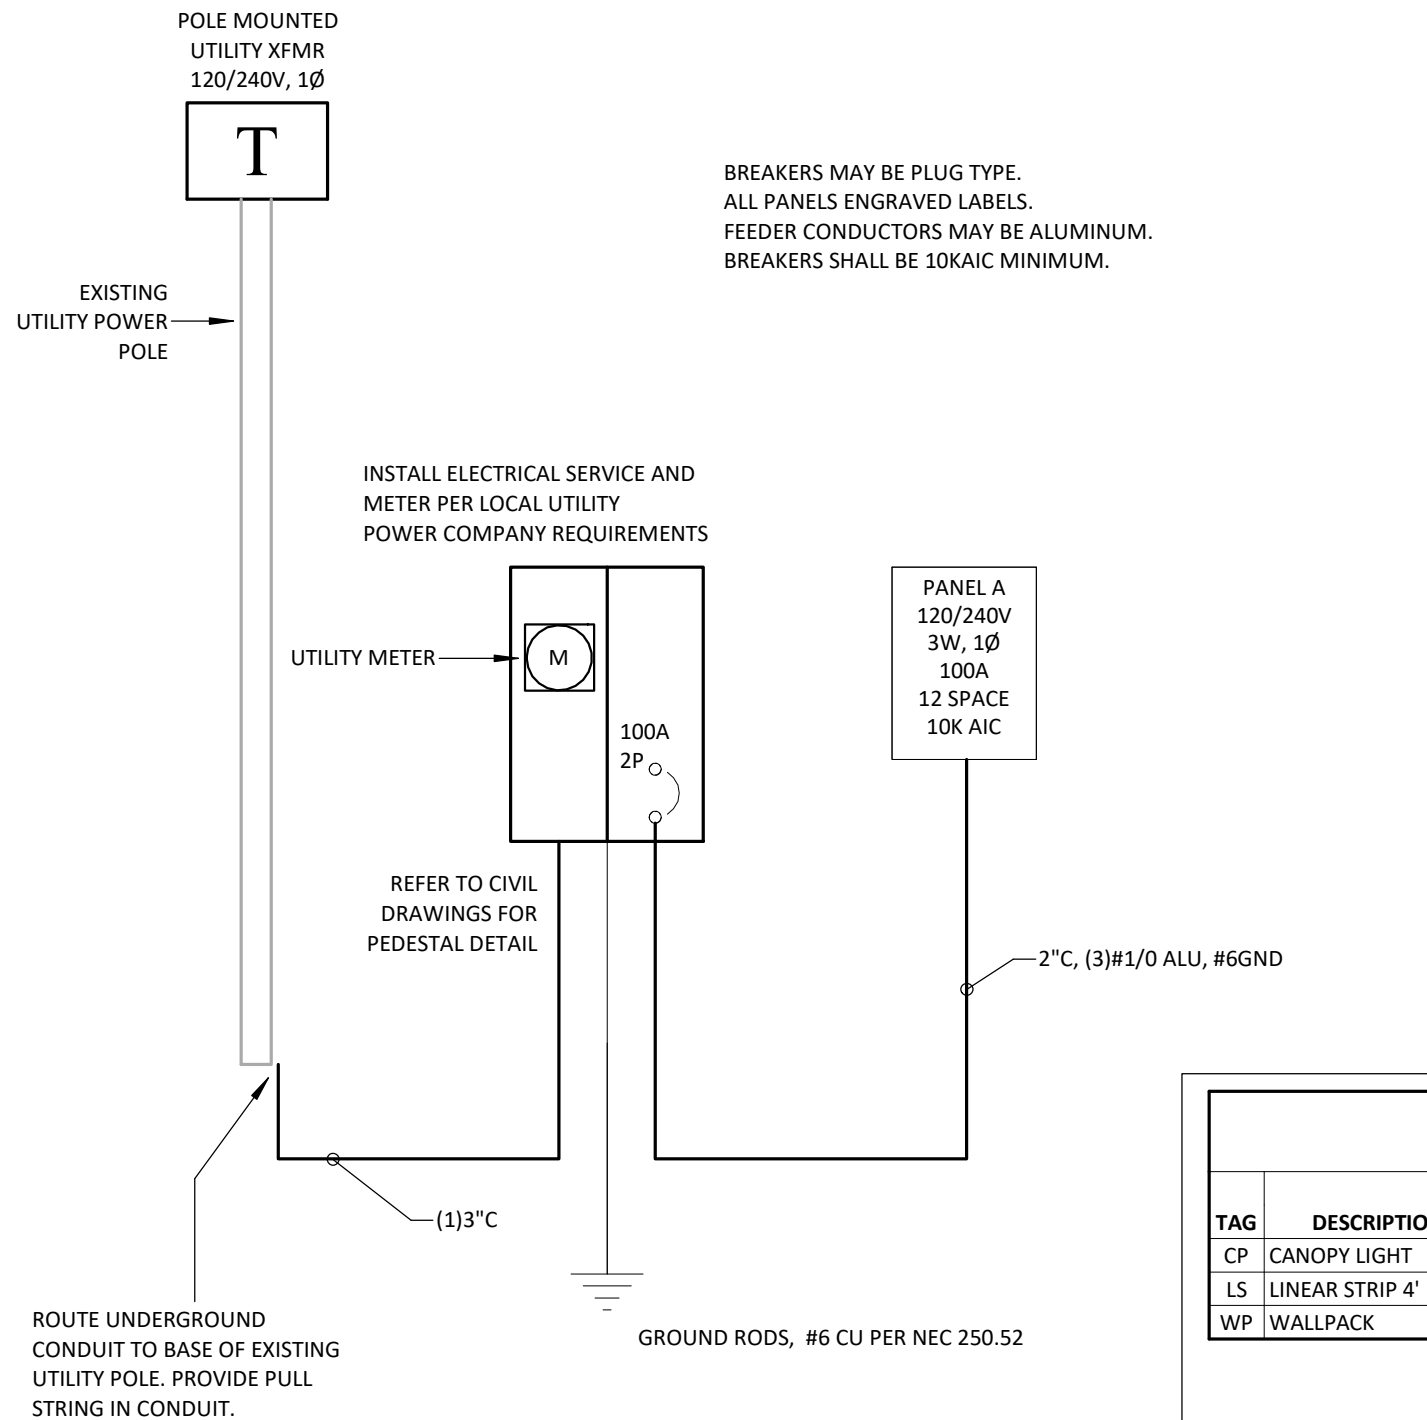 POLE MOUNTED
UTILITY XFMR
120/240V, 1Ø
T
BREAKERS MAY BE PLUG TYPE.
ALL PANELS ENGRAVED LABELS.
FEEDER CONDUCTORS MAY BE ALUMINUM.
BREAKERS SHALL BE 10KAIC MINIMUM.
EXISTING
UTILITY POWER
POLE
INSTALL ELECTRICAL SERVICE AND
METER PER LOCAL UTILITY
POWER COMPANY REQUIREMENTS
UTILITY METER
M
100A
2P
PANEL A
120/240V
3W, 1Ø
100A
12 SPACE
10K AIC
REFER TO CIVIL
DRAWINGS FOR
PEDESTAL DETAIL
2"C, (3)#1/0 ALU, #6GND
(1)3"C
ROUTE UNDERGROUND
CONDUIT TO BASE OF EXISTING
UTILITY POLE. PROVIDE PULL
STRING IN CONDUIT.
GROUND RODS, #6 CU PER NEC 250.52
TAG DESCRIPTIO
CP CANOPY LIGHT
LS LINEAR STRIP 4'
WP WALLPACK